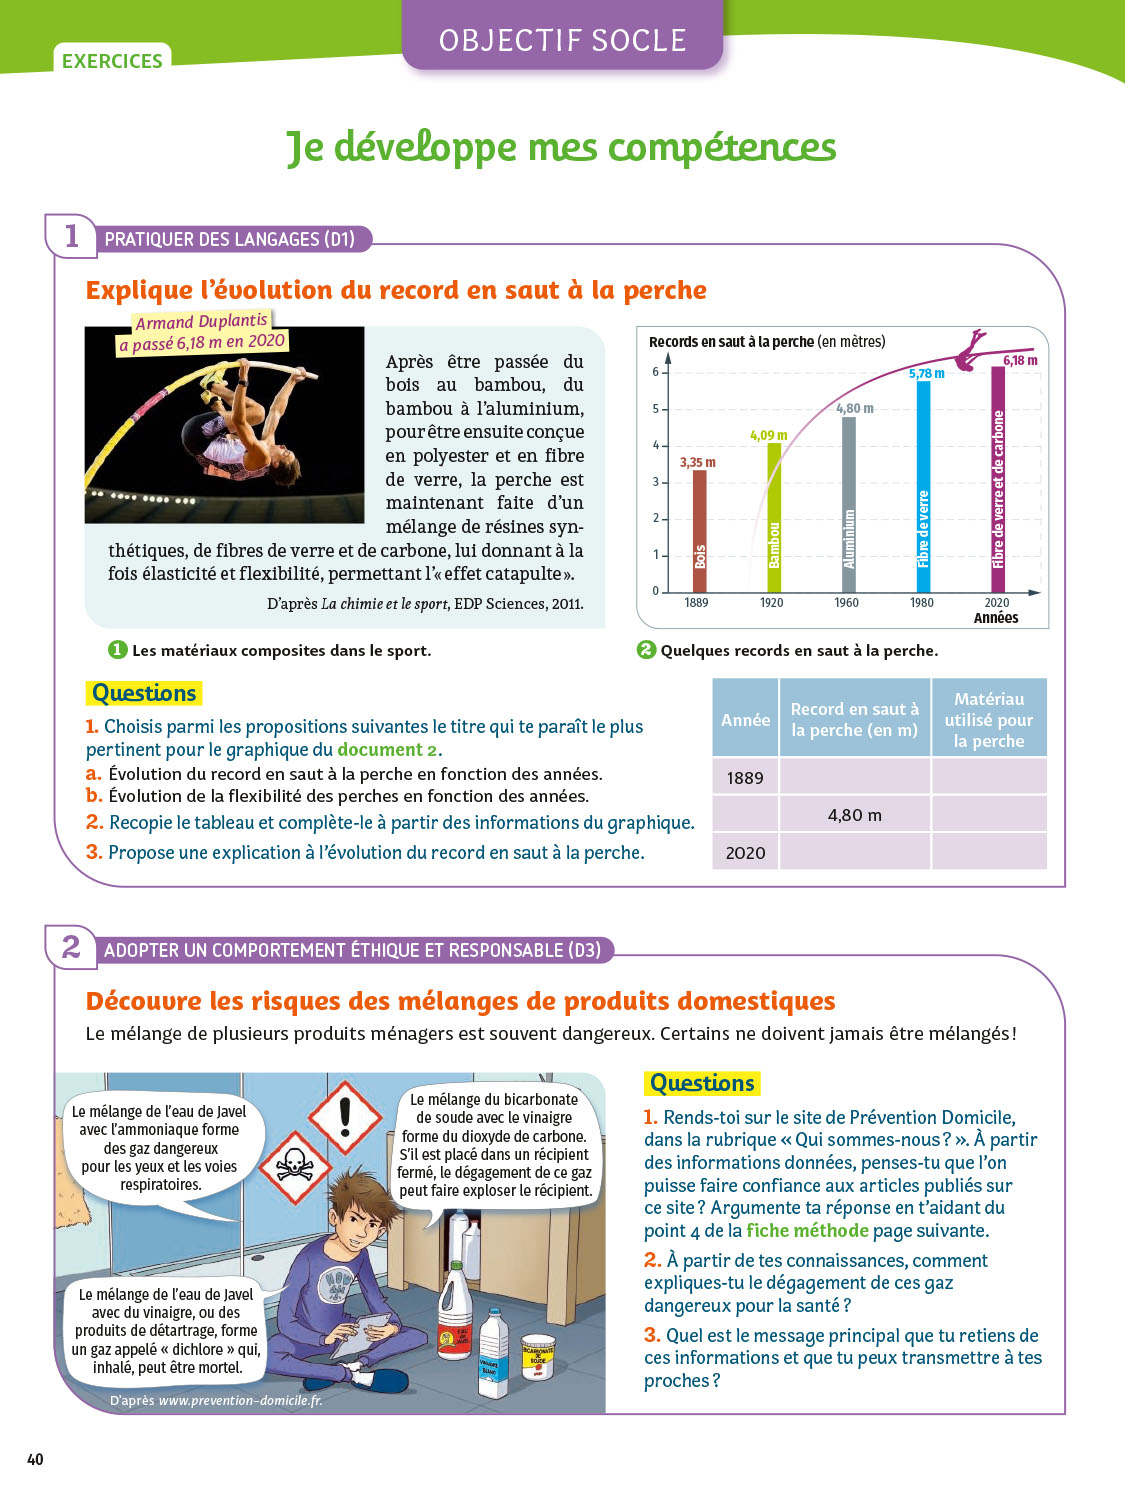 OBJECTIF SOCLE
EXERCICES
Je développe mes compétences
1 PRATIQUER DES LANGAGES (D1)
Explique l'évolution du record en saut à la perche
Armand Duplantis
a passé 6,18 m en 2020
Après être passée du
bois au bambou, du
bambou à l'aluminium,
pour être ensuite conçue
en polyester et en fibre
de verre, la perche est
maintenant faite d'un
mélange de résines syn-
thétiques, de fibres de verre et de carbone, lui donnant à la
fois élasticité et flexibilité, permettant l'« effet catapulte ».
D'après La chimie et le sport, EDP Sciences, 2011.
1 Les matériaux composites dans le sport.
Records en saut à la perche (en mètres)
6
5
4
3
2
1
0
3,35 m
4,09 m
4,80 m
5,78 m
6,18 m
Bois
Bambou
Aluminium
Fibre de verre
Fibre de verre et de carbone
1889 1920 1960 1980 2020
Années
2 Quelques records en saut à la perche.
Questions
1. Choisis parmi les propositions suivantes le titre qui te paraît le plus
pertinent pour le graphique du document 2.
a. Évolution du record en saut à la perche en fonction des années.
b. Évolution de la flexibilité des perches en fonction des années.
2. Recopie le tableau et complète-le à partir des informations du graphique.
3. Propose une explication à l'évolution du record en saut à la perche.
Année
Record en saut à
la perche (en m)
Matériau
utilisé pour
la perche
1889
4,80 m
2020
2 ADOPTER UN COMPORTEMENT ÉTHIQUE ET RESPONSABLE (D3)
Découvre les risques des mélanges de produits domestiques
Le mélange de plusieurs produits ménagers est souvent dangereux. Certains ne doivent jamais être mélangés !
Le mélange de l'eau de Javel
avec l'ammoniaque forme
des gaz dangereux
pour les yeux et les voies
respiratoires.
!
Le mélange du bicarbonate
de soude avec le vinaigre
forme du dioxyde de carbone.
S'il est placé dans un récipient
fermé, le dégagement de ce gaz
peut faire exploser le récipient.
Le mélange de l'eau de Javel
avec du vinaigre, ou des
produits de détartrage, forme
un gaz appelé « dichlore » qui,
inhalé, peut être mortel.
EAU
DE
JAVEL
VINAIGRE
BLANC
BICARBONATE
DE
SOUDE
D'après www.prevention-domicile.fr.
Questions
1. Rends-toi sur le site de Prévention Domicile,
dans la rubrique « Qui sommes-nous ? ». À partir
des informations données, penses-tu que l'on
puisse faire confiance aux articles publiés sur
ce site ? Argumente ta réponse en t'aidant du
point 4 de la fiche méthode page suivante.
2. À partir de tes connaissances, comment
expliques-tu le dégagement de ces gaz
dangereux pour la santé ?
3. Quel est le message principal que tu retiens de
ces informations et que tu peux transmettre à tes
proches ?
40